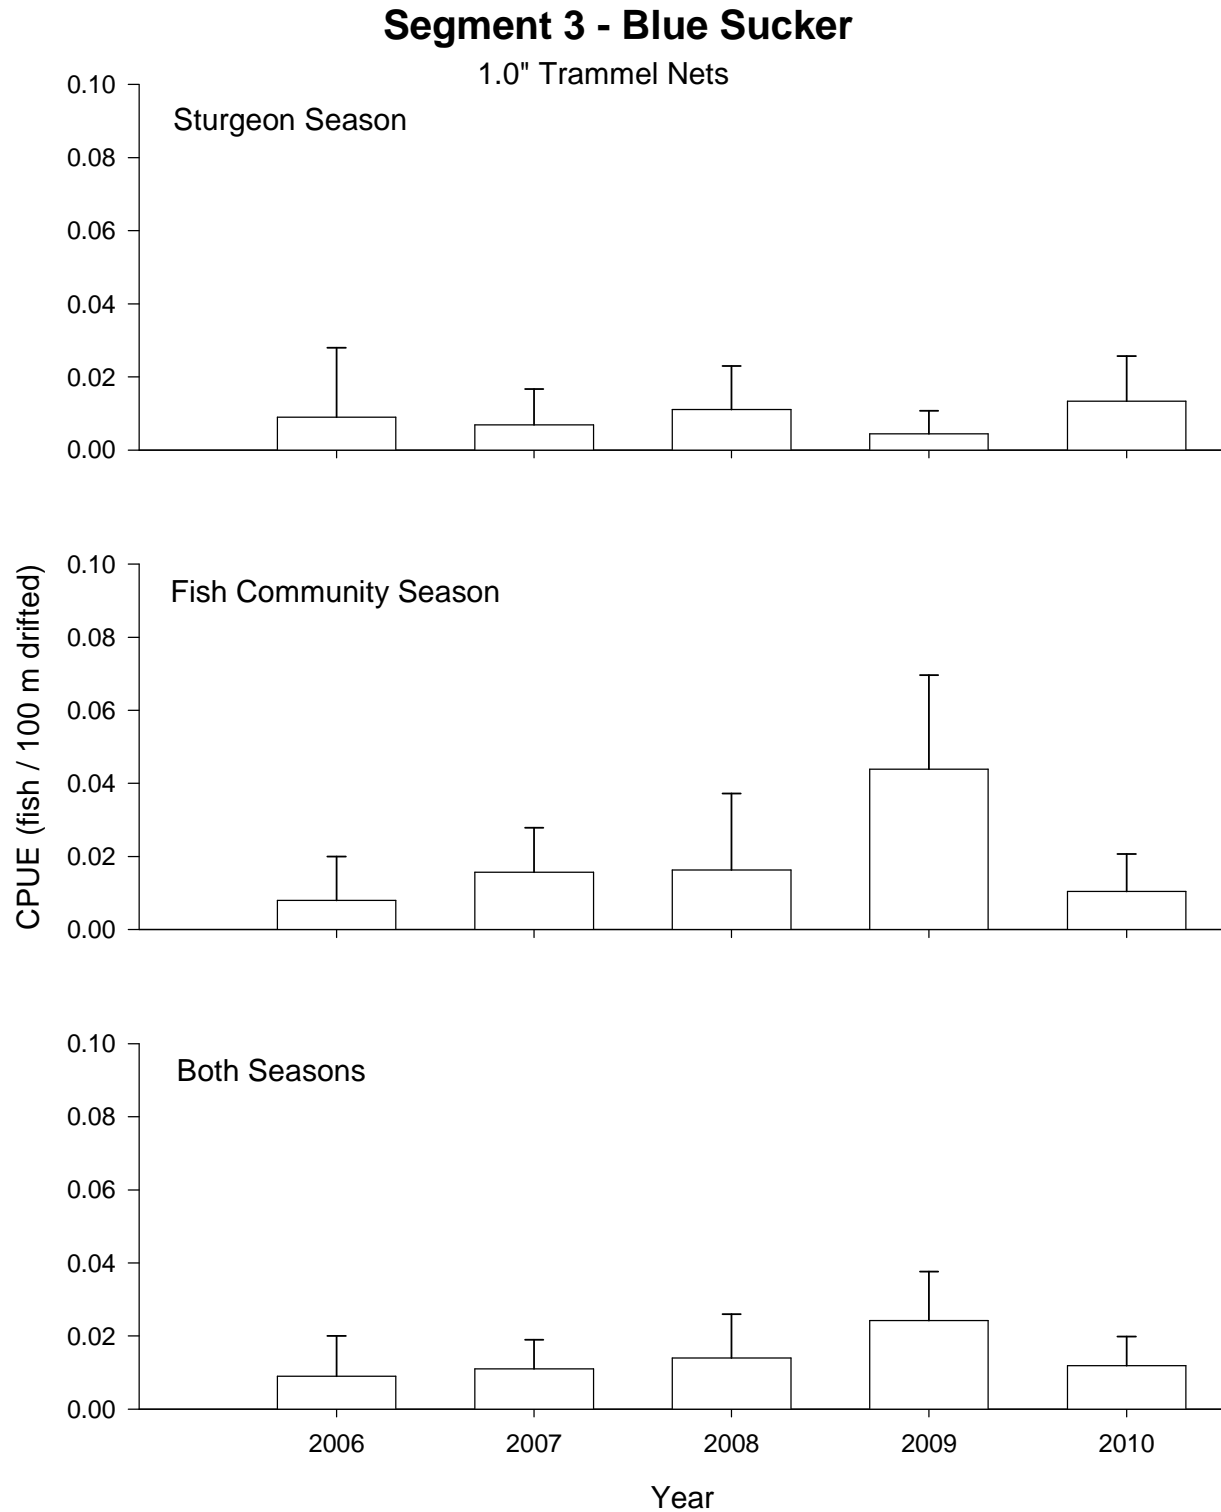 Segment 3 - Blue Sucker
1.0" Trammel Nets
Sturgeon Season
0.10
0.08
0.06
0.04
0.02
0.00
CPUE (fish / 100 m drifted)
Fish Community Season
0.10
0.08
0.06
0.04
0.02
0.00
Both Seasons
0.10
0.08
0.06
0.04
0.02
0.00
2006 2007 2008 2009 2010
Year